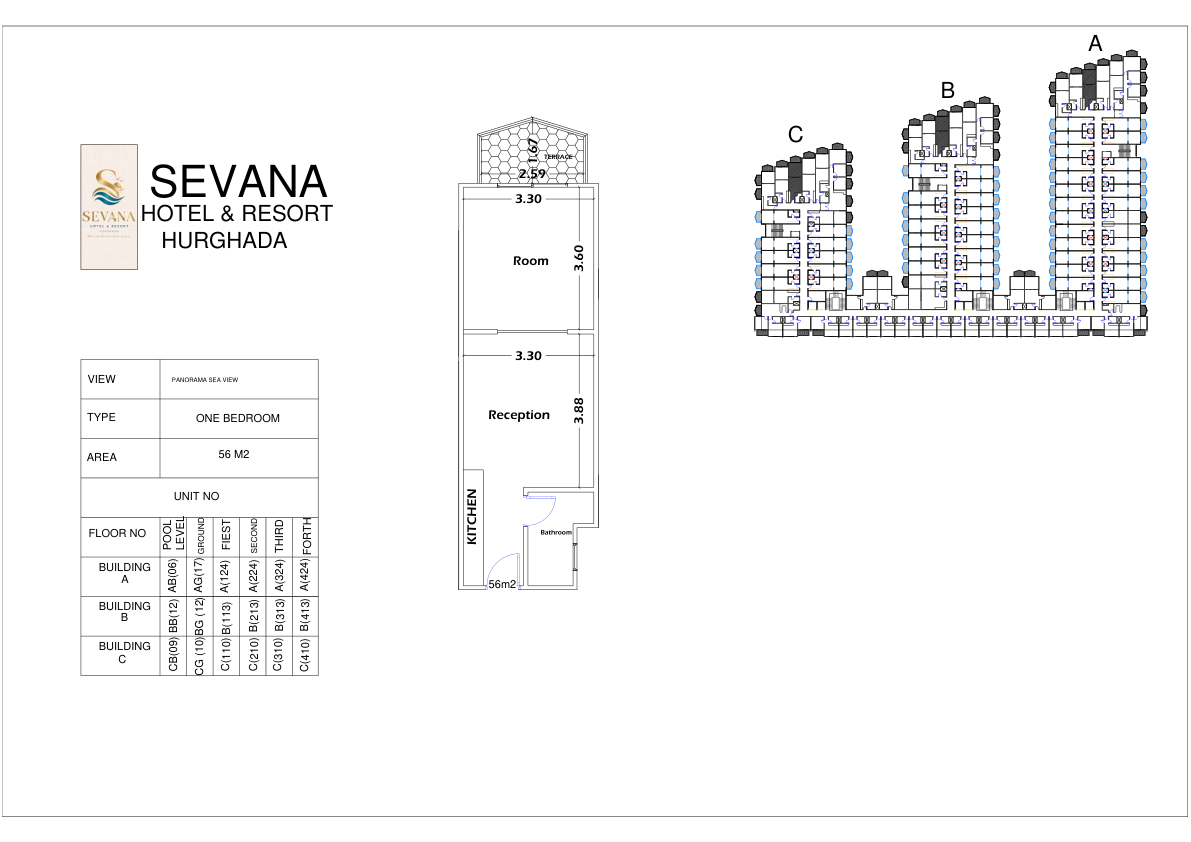 SEVANA
HOTEL & RESORT
HURGHADA
SEVANA
HOTEL & RESORT
HURGHADA
VIEW PANORAMA SEA VIEW
TYPE ONE BEDROOM
AREA 56 M2
UNIT NO
FLOOR NO POOL LEVEL GROUND FIEST SECOND THIRD FORTH
BUILDING A AB(06) AG(17) A(124) A(224) A(324) A(424)
BUILDING B BB(12) BG (12) B(113) B(213) B(313) B(413)
BUILDING C CB(09) CG (10) C(110) C(210) C(310) C(410)
1.67
TERRACE
2.59
3.30
Room
3.60
3.30
Reception
3.88
KITCHEN
Bathroom
56m2
A
B
C